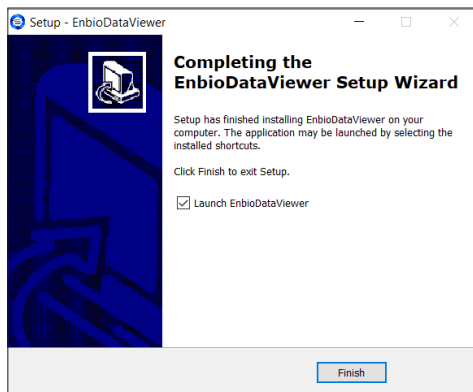 Setup - EnbioDataViewer
Completing the
EnbioDataViewer Setup Wizard
Setup has finished installing EnbioDataViewer on your
computer. The application may be launched by selecting the
installed shortcuts.
Click Finish to exit Setup.
Launch EnbioDataViewer
Finish